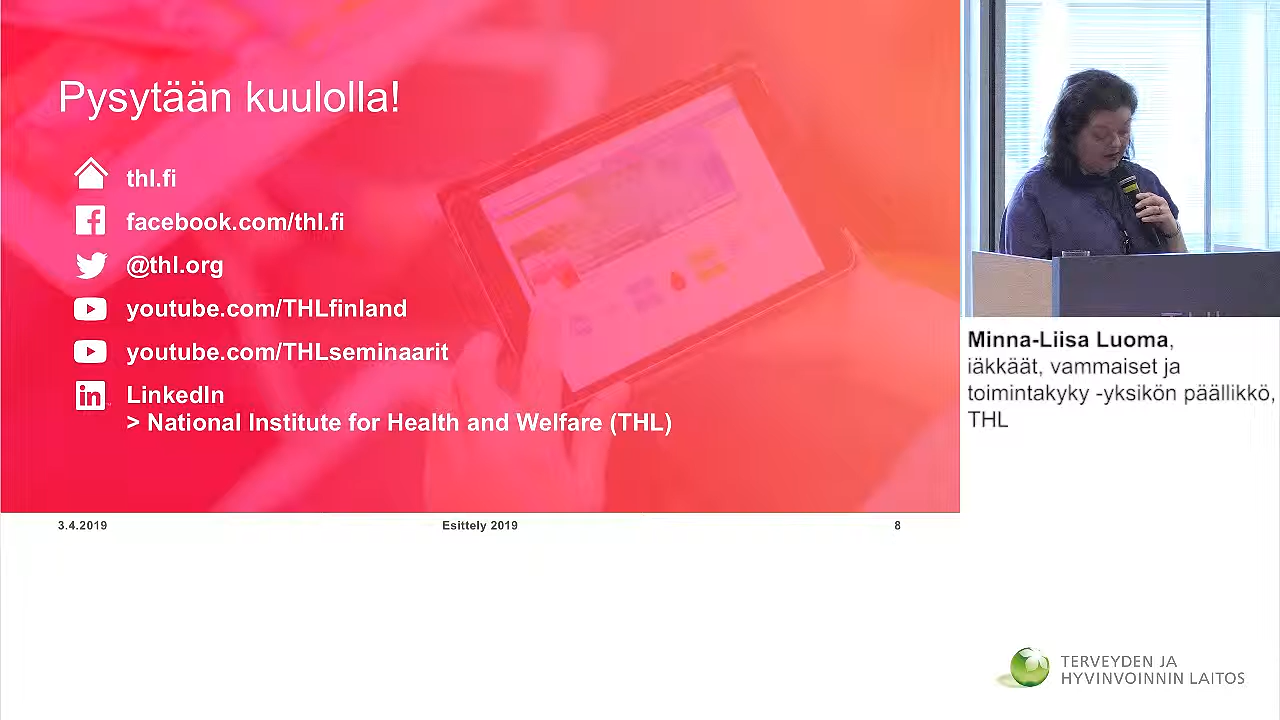 Pysytään kuulolla!
thl.fi
facebook.com/thl.fi
@thl.org
youtube.com/THLfinland
youtube.com/THLseminaarit
in LinkedIn
> National Institute for Health and Welfare (THL)
3.4.2019 Esittely 2019 8
Minna-Liisa Luoma,
iäkkäät, vammaiset ja
toimintakyky -yksikön päällikkö,
THL
TERVEYDEN JA
HYVINVOINNIN LAITOS